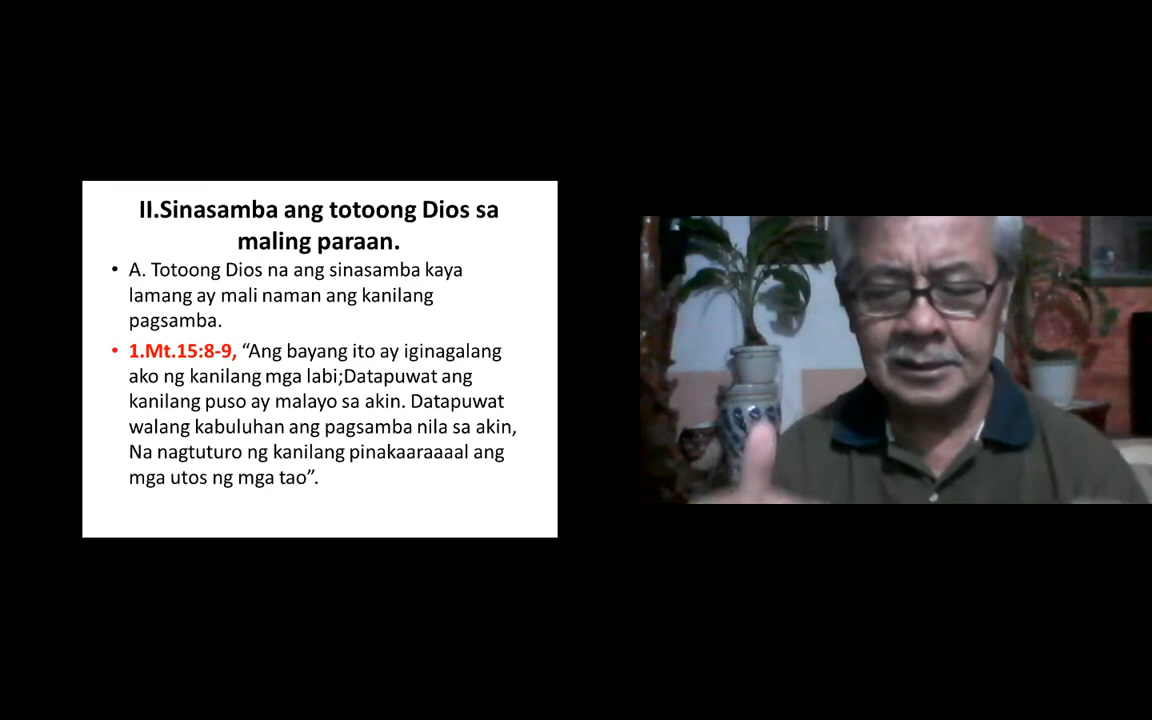 II.Sinasamba ang totoong Dios sa
maling paraan.
• A. Totoong Dios na ang sinasamba kaya
lamang ay mali naman ang kanilang
pagsamba.
• 1.Mt.15:8-9, “Ang bayang ito ay iginagalang
ako ng kanilang mga labi;Datapuwat ang
kanilang puso ay malayo sa akin. Datapuwat
walang kabuluhan ang pagsamba nila sa akin,
Na nagtuturo ng kanilang pinakaaraaaal ang
mga utos ng mga tao”.